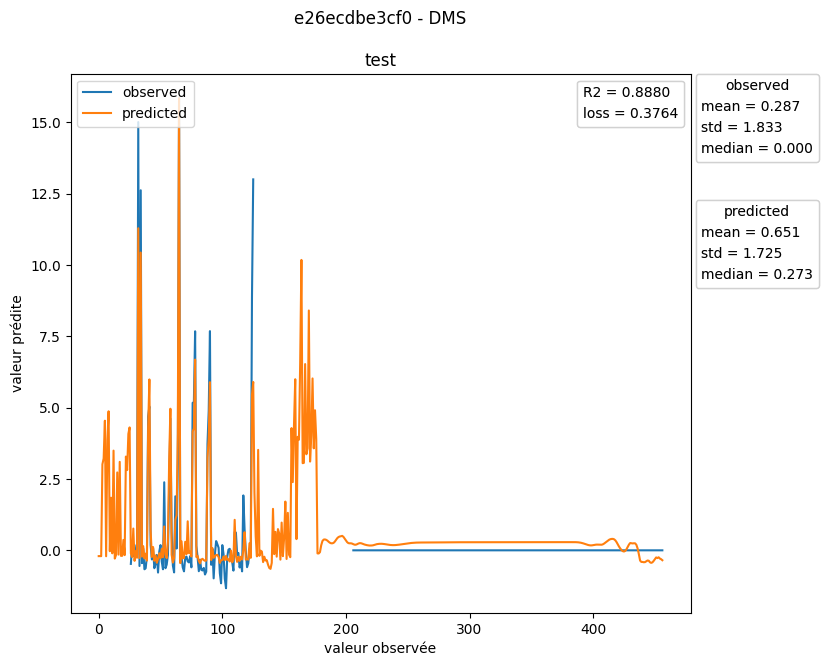 e26ecdbe3cf0 - DMS
test
observed
predicted
R2 = 0.8880
loss = 0.3764
observed
mean = 0.287
std = 1.833
median = 0.000
predicted
mean = 0.651
std = 1.725
median = 0.273
valeur prédite
15.0
12.5
10.0
7.5
5.0
2.5
0.0
0
100
200
300
400
valeur observée